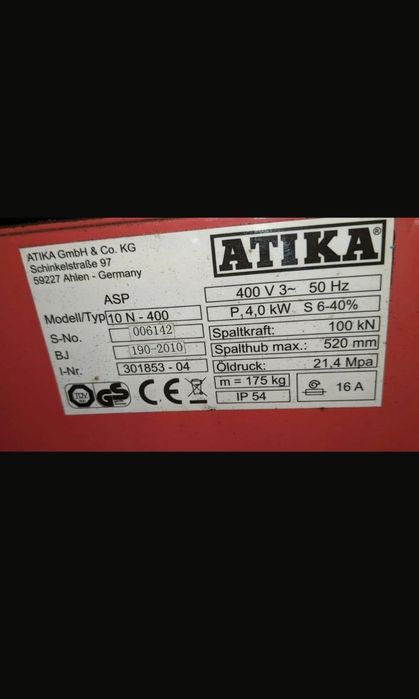 ATIKA GmbH & Co. KG
Schinkelstraße 97
59227 Ahlen - Germany
ATIKA®
ASP
Modell/Typ 10 N - 400
S-No. 006142
BJ 190-2010
I-Nr. 301853 - 04
400 V 3~ 50 Hz
P 4,0 kW S 6-40%
Spaltkraft: 100 kN
Spalthub max.: 520 mm
Öldruck: 21,4 Mpa
m = 175 kg
IP 54
16 A
TÜV
GS
CE